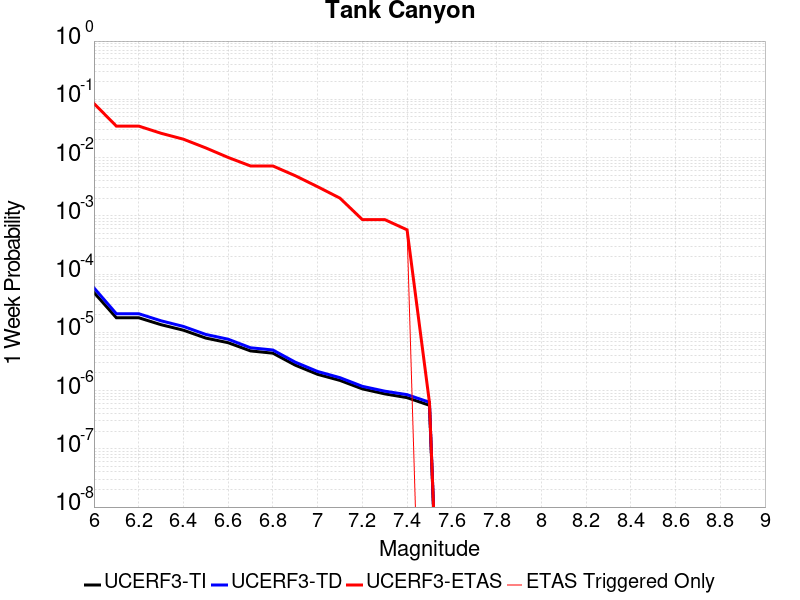 Tank Canyon
10^0
10^-1
10^-2
10^-3
10^-4
10^-5
10^-6
10^-7
10^-8
1 Week Probability
6 6.2 6.4 6.6 6.8 7 7.2 7.4 7.6 7.8 8 8.2 8.4 8.6 8.8 9
Magnitude
UCERF3-TI UCERF3-TD UCERF3-ETAS ETAS Triggered Only